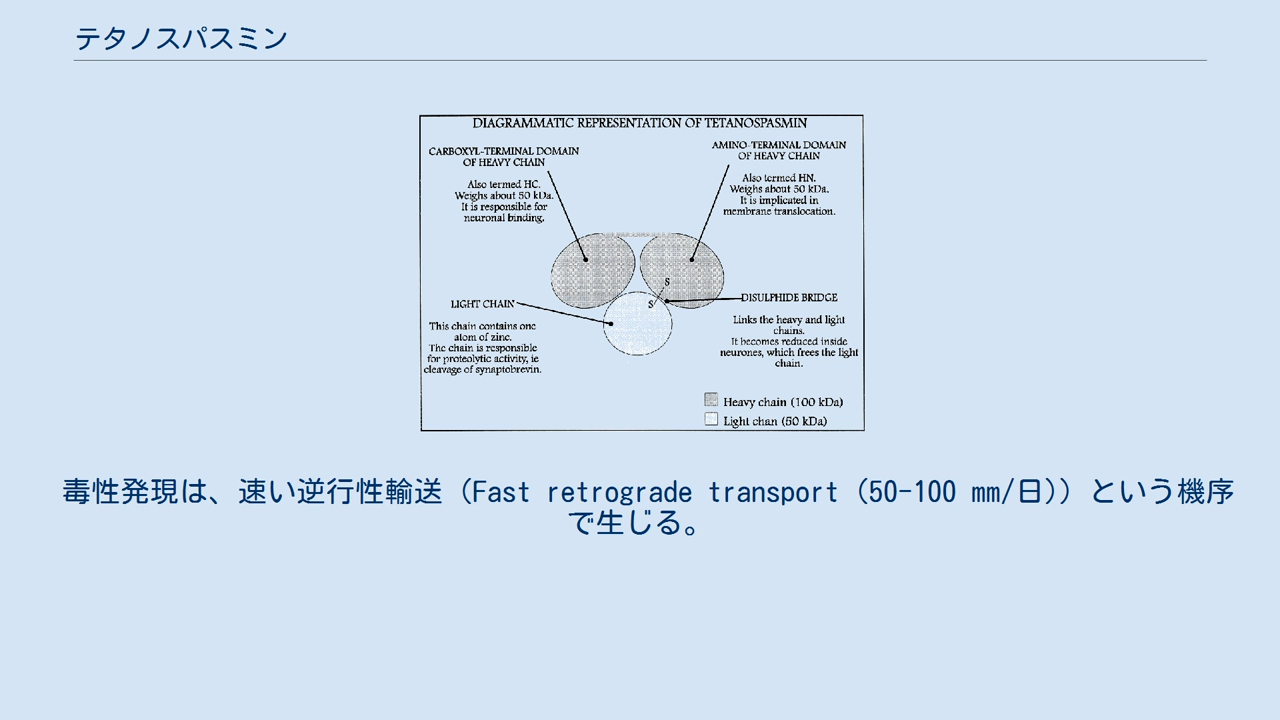 テタノスパスミン
DIAGRAMMATIC REPRESENTATION OF TETANOSPASMIN
CARBOXYL-TERMINAL DOMAIN
OF HEAVY CHAIN
Also termed HC.
Weighs about 50 kDa.
It is responsible for
neuronal binding.
AMINO-TERMINAL DOMAIN
OF HEAVY CHAIN
Also termed HN.
Weighs about 50 kDa.
It is implicated in
membrane translocation.
S
S
LIGHT CHAIN
This chain contains one
atom of zinc.
The chain is responsible
for proteolytic activity, ie
cleavage of synaptobrevin.
DISULPHIDE BRIDGE
Links the heavy and light
chains.
It becomes reduced inside
neurones, which frees the light
chain.
Heavy chain (100 kDa)
Light chan (50 kDa)
毒性発現は、速い逆行性輸送（Fast retrograde transport（50-100 mm/日)）という機序
で生じる。